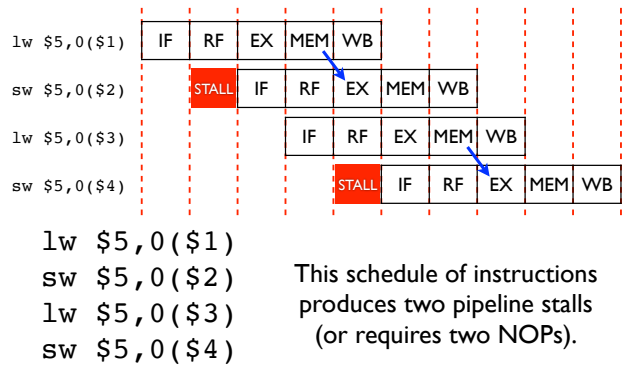 lw $5,0($1) IF RF EX MEM WB
sw $5,0($2) STALL IF RF EX MEM WB
lw $5,0($3) IF RF EX MEM WB
sw $5,0($4) STALL IF RF EX MEM WB
lw $5,0($1)
sw $5,0($2)
lw $5,0($3)
sw $5,0($4)
This schedule of instructions
produces two pipeline stalls
(or requires two NOPs).